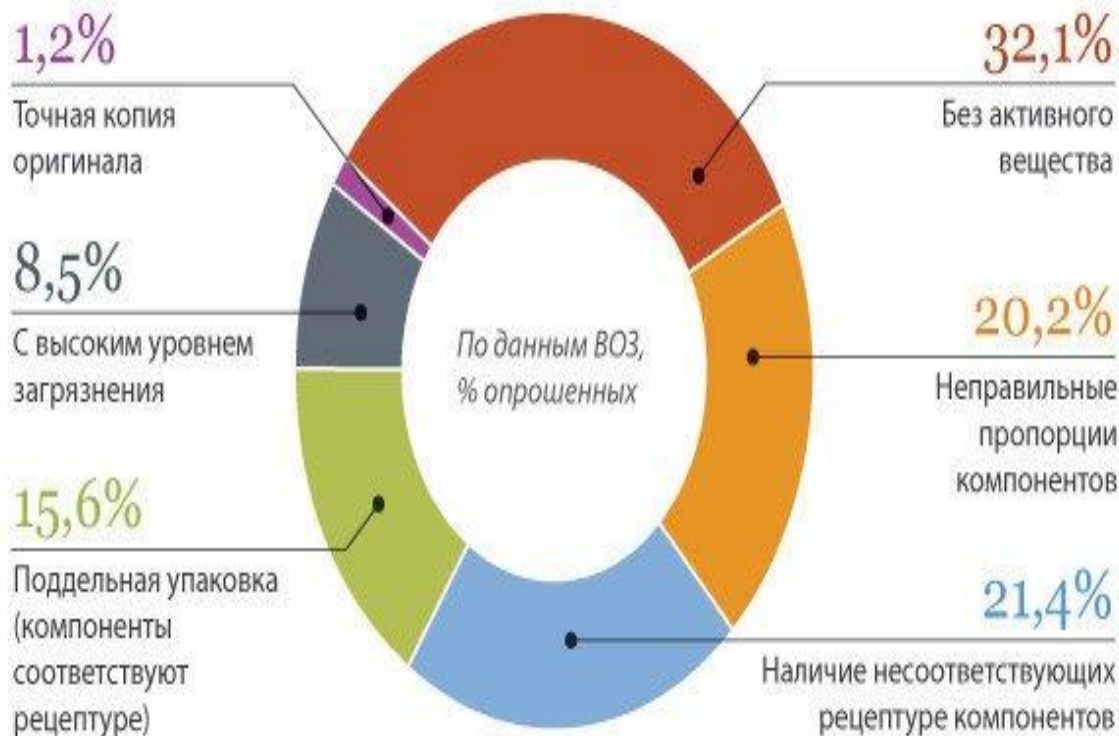 1,2%
Точная копия
оригинала
8,5%
С высоким уровнем
загрязнения
15,6%
Поддельная упаковка
(компоненты
соответствуют
рецептуре)
По данным ВОЗ,
% опрошенных
32,1%
Без активного
вещества
20,2%
Неправильные
пропорции
компонентов
21,4%
Наличие несоответствующих
рецептуре компонентов